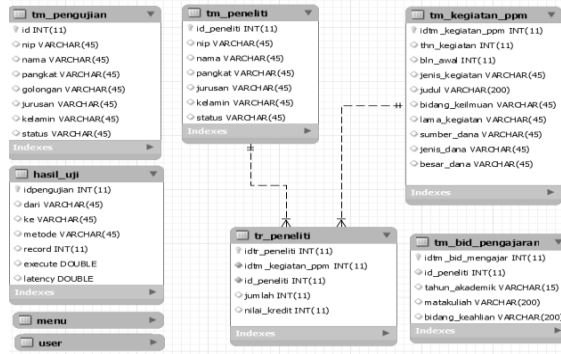 tm_pengujian
id INT(11)
nip VARCHAR(45)
nama VARCHAR(45)
pangkat VARCHAR(45)
golongan VARCHAR(45)
jurusan VARCHAR(45)
kelamin VARCHAR(45)
status VARCHAR(45)
Indexes
tm_peneliti
id_peneliti INT(11)
nip VARCHAR(45)
nama VARCHAR(45)
pangkat VARCHAR(45)
jurusan VARCHAR(45)
kelamin VARCHAR(45)
status VARCHAR(45)
Indexes
tm_kegiatan_ppm
idtm_kegiatan_ppm INT(11)
thn_kegiatan INT(11)
bln_awal INT(11)
jenis_kegiatan VARCHAR(45)
judul VARCHAR(200)
bidang_keilmuan VARCHAR(45)
lama_kegiatan VARCHAR(45)
sumber_dana VARCHAR(45)
jenis_dana VARCHAR(45)
besar_dana VARCHAR(45)
Indexes
hasil_uji
idpengujian INT(11)
dari VARCHAR(45)
ke VARCHAR(45)
metode VARCHAR(45)
record INT(11)
execute DOUBLE
latency DOUBLE
Indexes
tr_peneliti
idtr_peneliti INT(11)
idtm_kegiatan_ppm INT(11)
id_peneliti INT(11)
jumlah INT(11)
nilai_kredit INT(11)
Indexes
tm_bid_pengajaran
idtm_bid_mengajar INT(11)
id_peneliti INT(11)
tahun_akademik VARCHAR(15)
matakuliah VARCHAR(200)
bidang_keahlian VARCHAR(200)
Indexes
menu
user